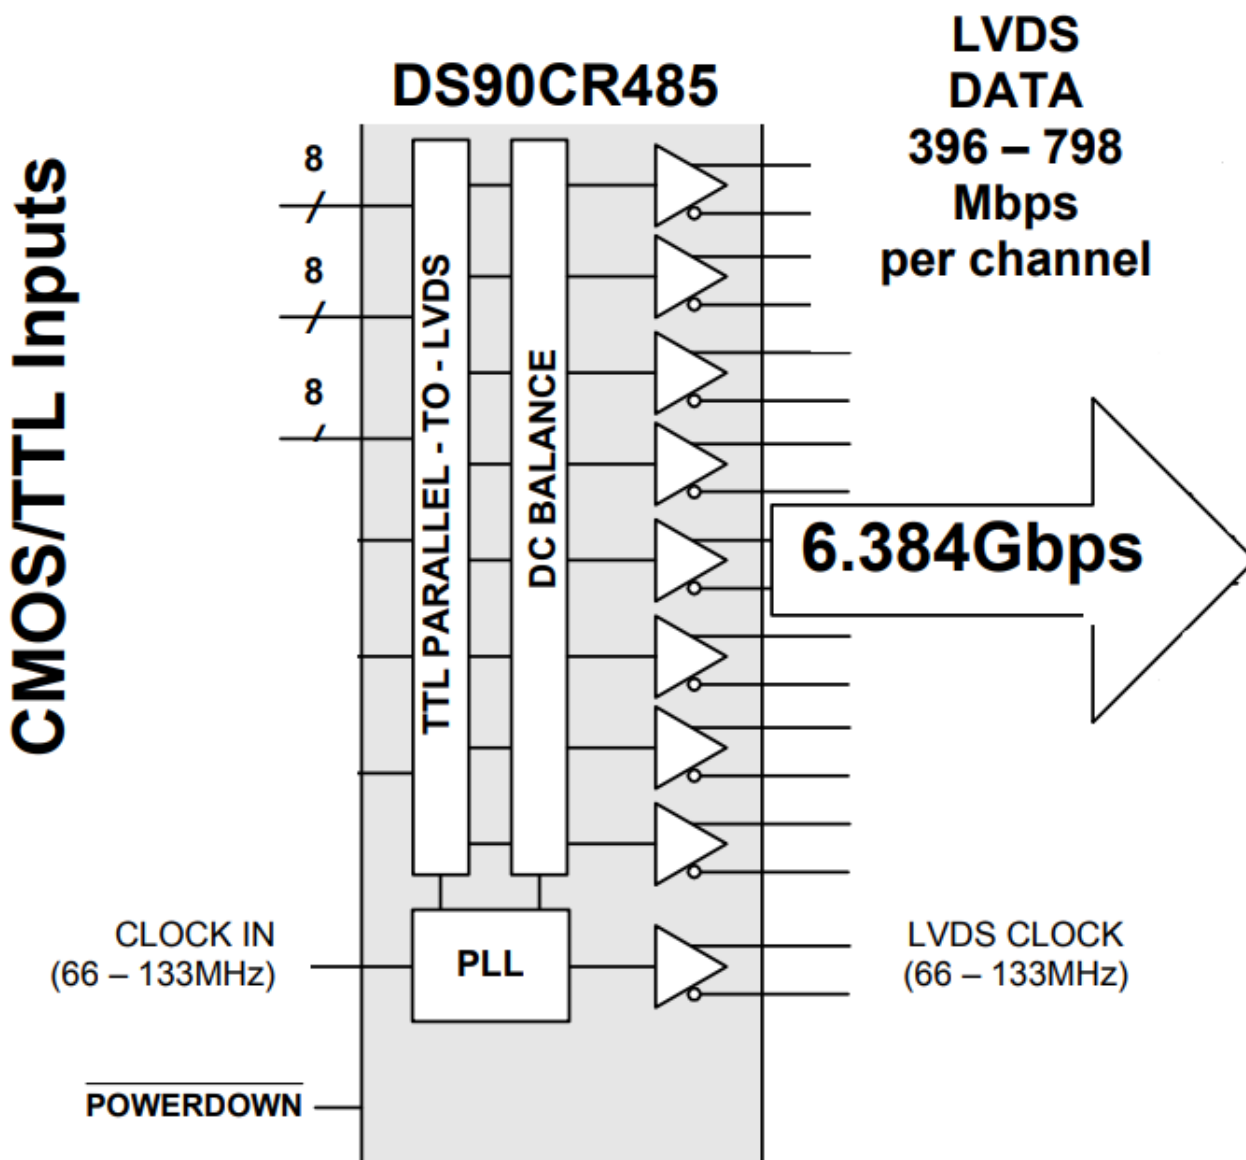 DS90CR485
LVDS
DATA
396 – 798
Mbps
per channel
CMOS/TTL Inputs
8
8
8
TTL PARALLEL - TO - LVDS
DC BALANCE
6.384Gbps
CLOCK IN
(66 – 133MHz)
PLL
LVDS CLOCK
(66 – 133MHz)
POWERDOWN